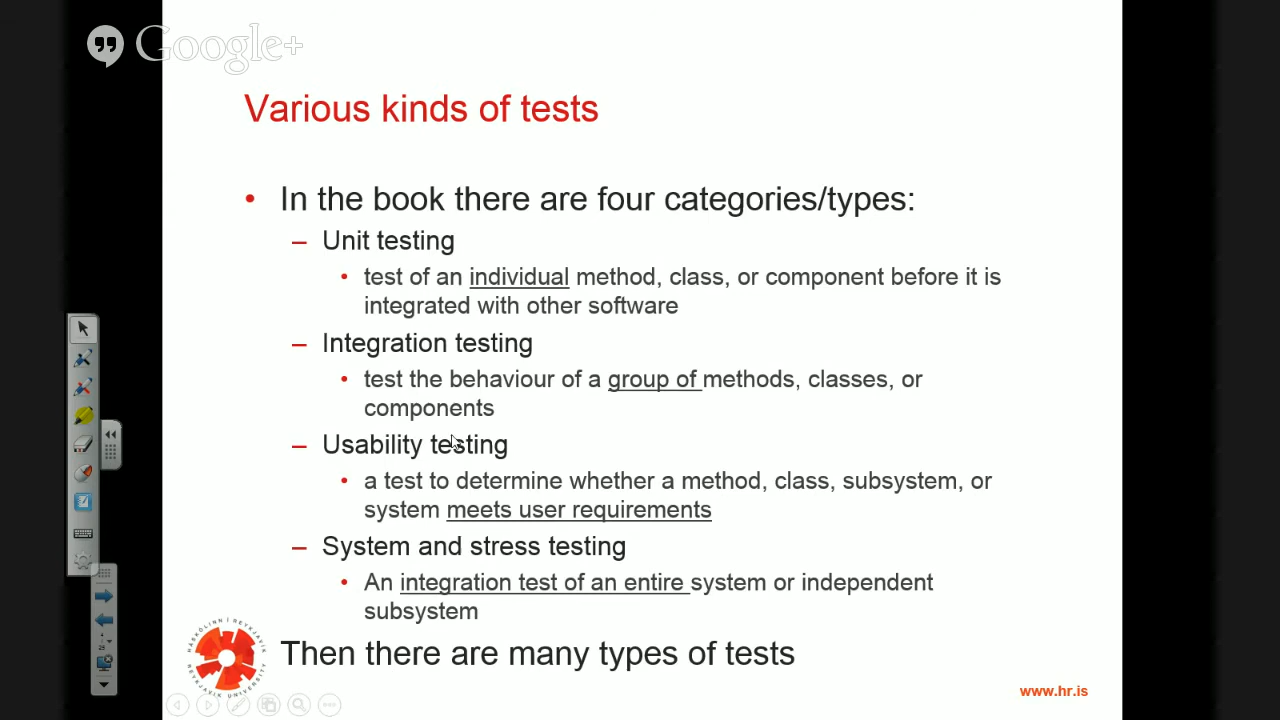 Google+
Various kinds of tests
• In the book there are four categories/types:
– Unit testing
• test of an individual method, class, or component before it is
integrated with other software
– Integration testing
• test the behaviour of a group of methods, classes, or
components
– Usability testing
• a test to determine whether a method, class, subsystem, or
system meets user requirements
– System and stress testing
• An integration test of an entire system or independent
subsystem
Then there are many types of tests
HÁSKÓLINN Í REYKJAVÍK
REYKJAVIK UNIVERSITY
www.hr.is